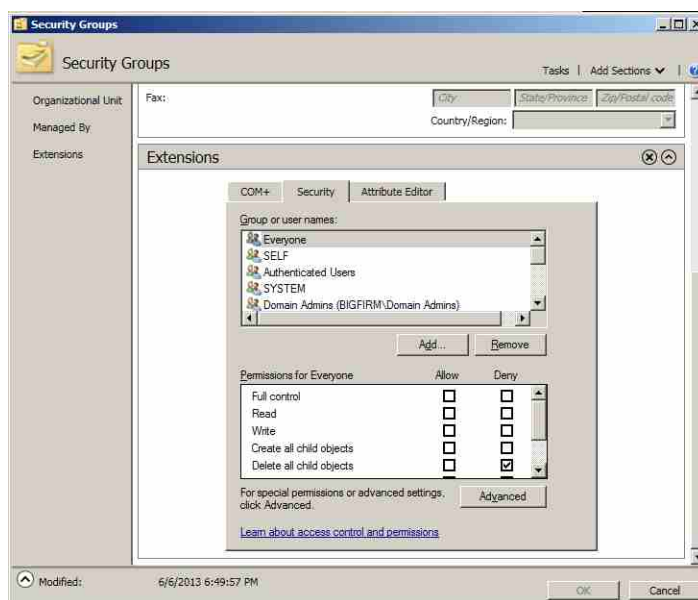 Security Groups
Security Groups
Tasks | Add Sections |
Organizational Unit
Managed By
Extensions
Fax:
City State/Province Zip/Postal code
Country/Region:
Extensions
COM+ Security Attribute Editor
Group or user names:
Everyone
SELF
Authenticated Users
SYSTEM
Domain Admins (BIGFIRM\Domain Admins)
Add... Remove
Permissions for Everyone Allow Deny
Full control
Read
Write
Create all child objects
Delete all child objects
For special permissions or advanced settings,
click Advanced.
Advanced
Learn about access control and permissions
Modified: 6/6/2013 6:49:57 PM
OK Cancel